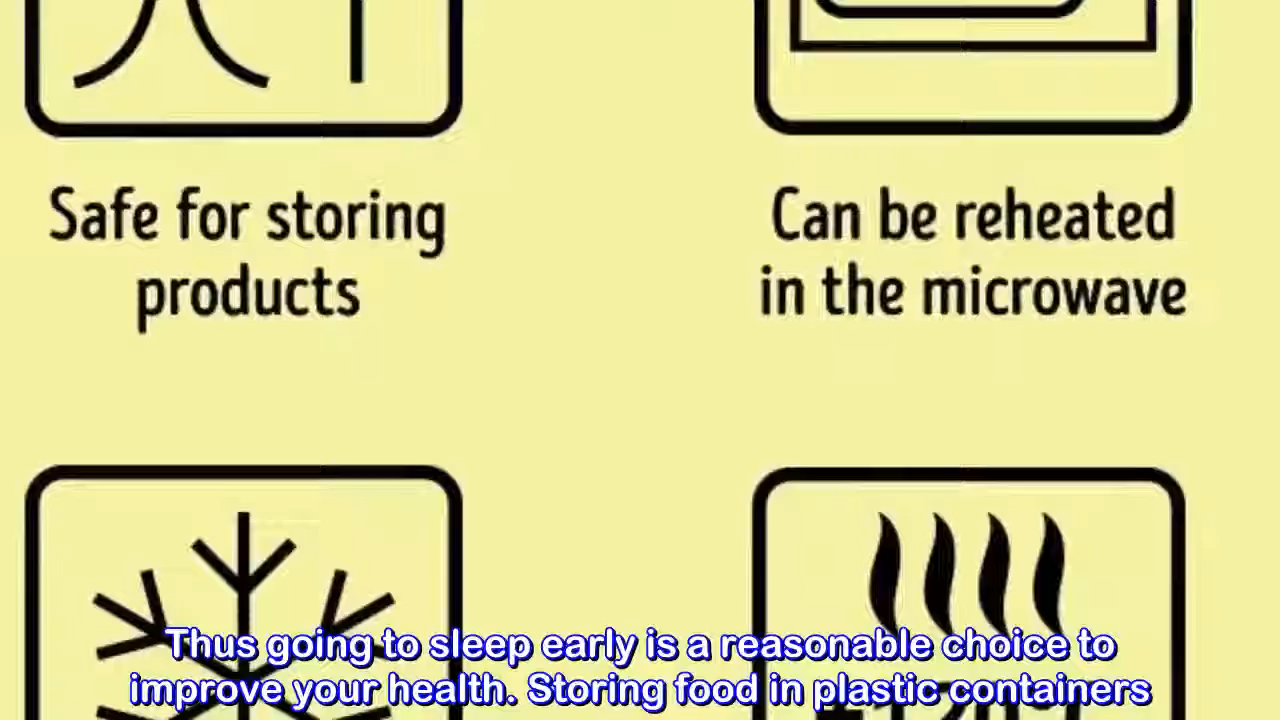 Safe for storing
products
Can be reheated
in the microwave
Thus going to sleep early is a reasonable choice to
improve your health. Storing food in plastic containers